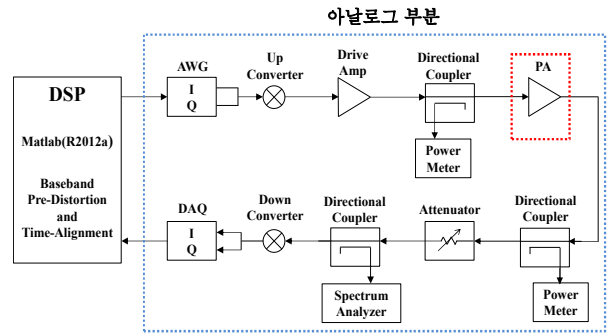 아날로그 부분
DSP
Matlab(R2012a)
Baseband
Pre-Distortion
and
Time-Alignment
AWG
I
Q
Up
Converter
Drive
Amp
Directional
Coupler
Power
Meter
PA
DAQ
I
Q
Down
Converter
Directional
Coupler
Spectrum
Analyzer
Attenuator
Directional
Coupler
Power
Meter